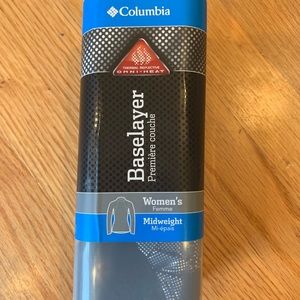 Columbia
THERMAL REFLECTIVE
OMNI-HEAT
Baselayer
Première couche
Women's
Femme
Midweight
Mi-épais